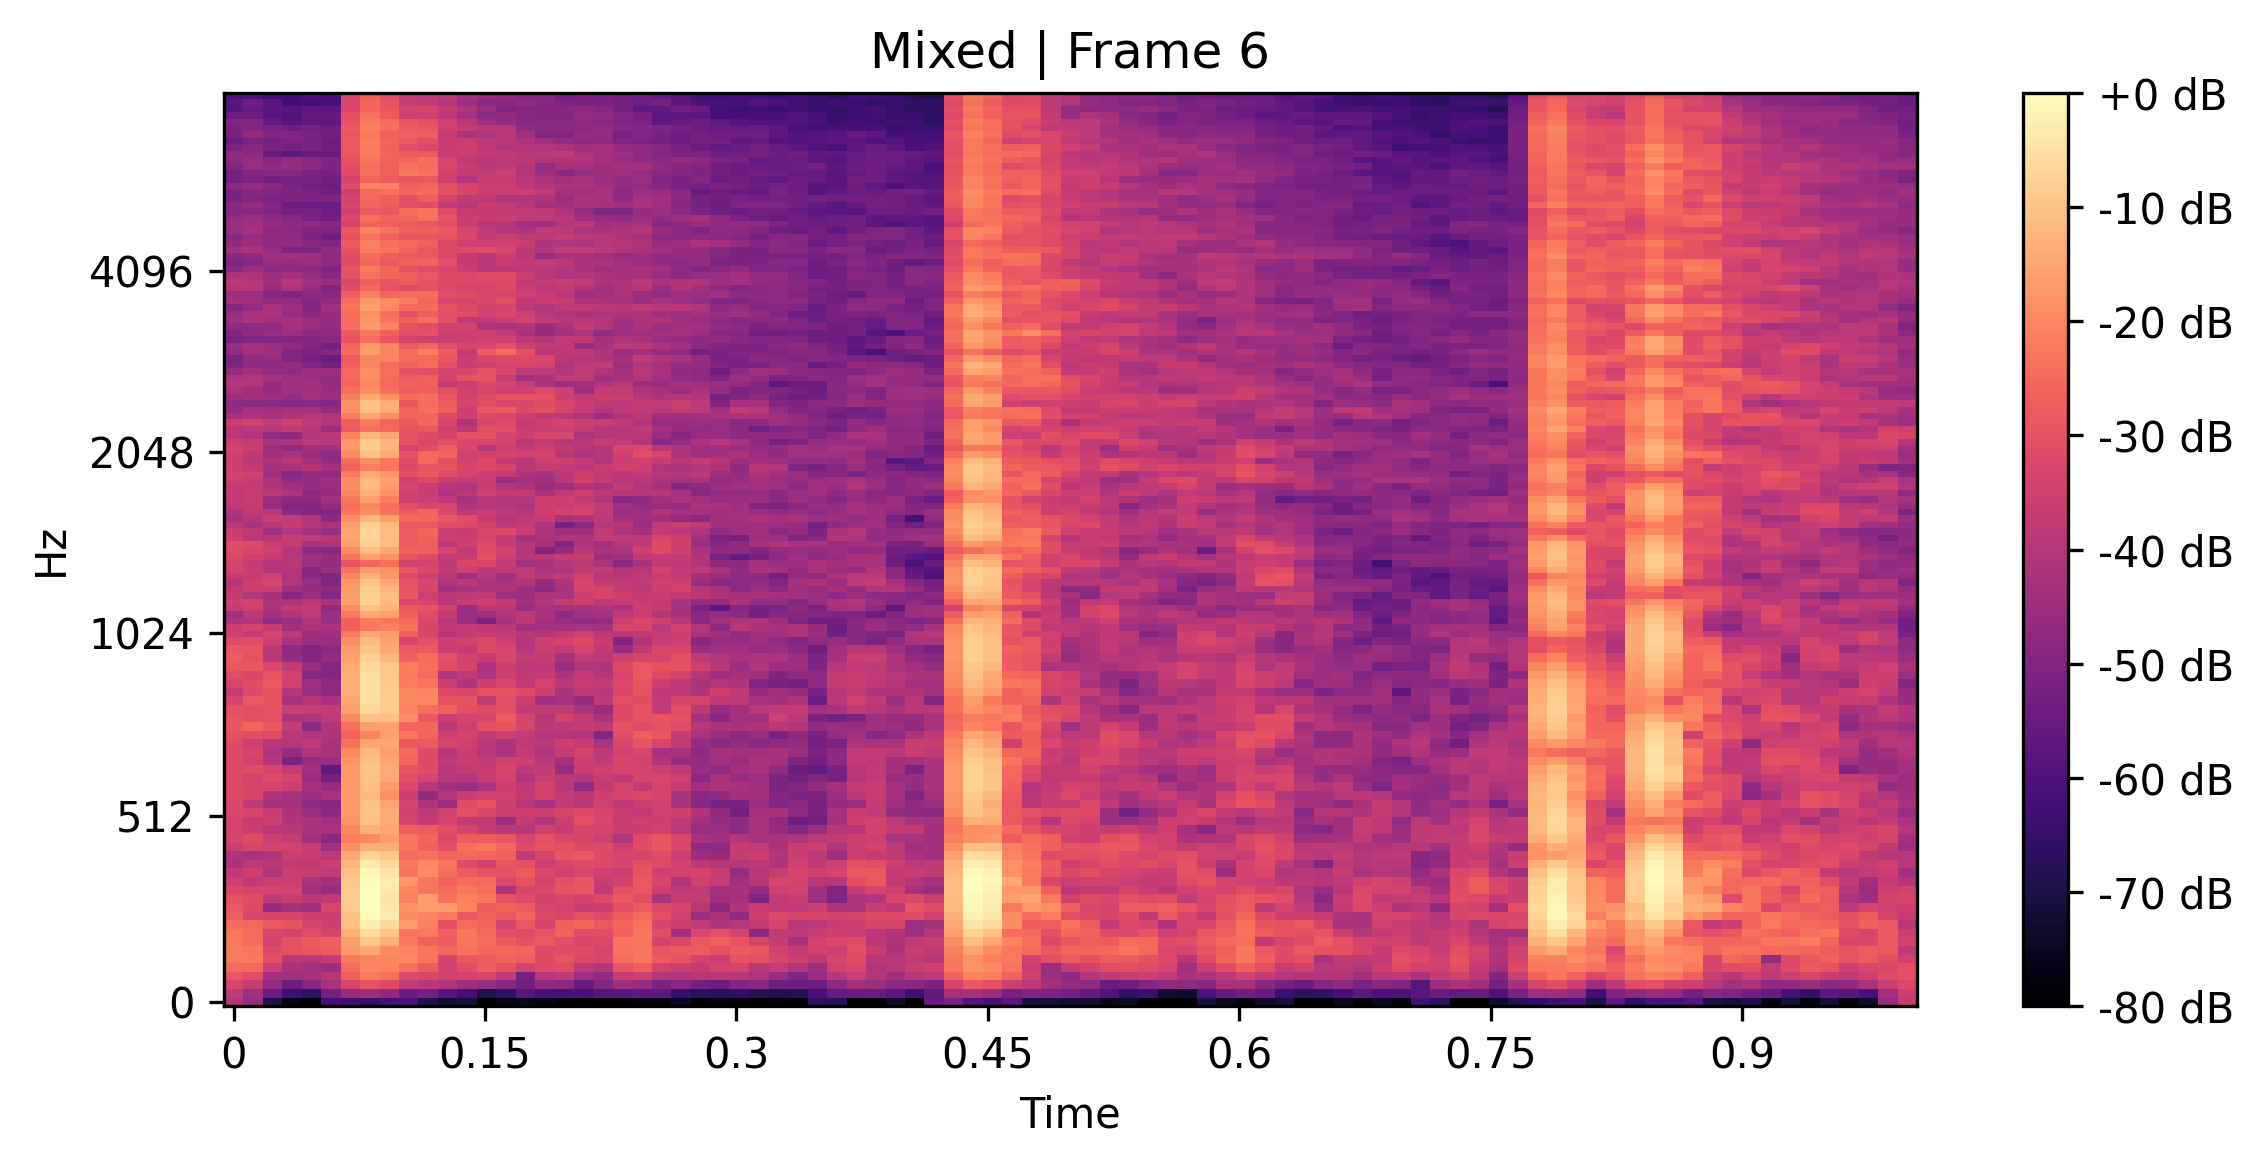 Mixed | Frame 6
+0 dB
-10 dB
-20 dB
-30 dB
-40 dB
-50 dB
-60 dB
-70 dB
-80 dB
Hz
4096
2048
1024
512
0
0 0.15 0.3 0.45 0.6 0.75 0.9
Time